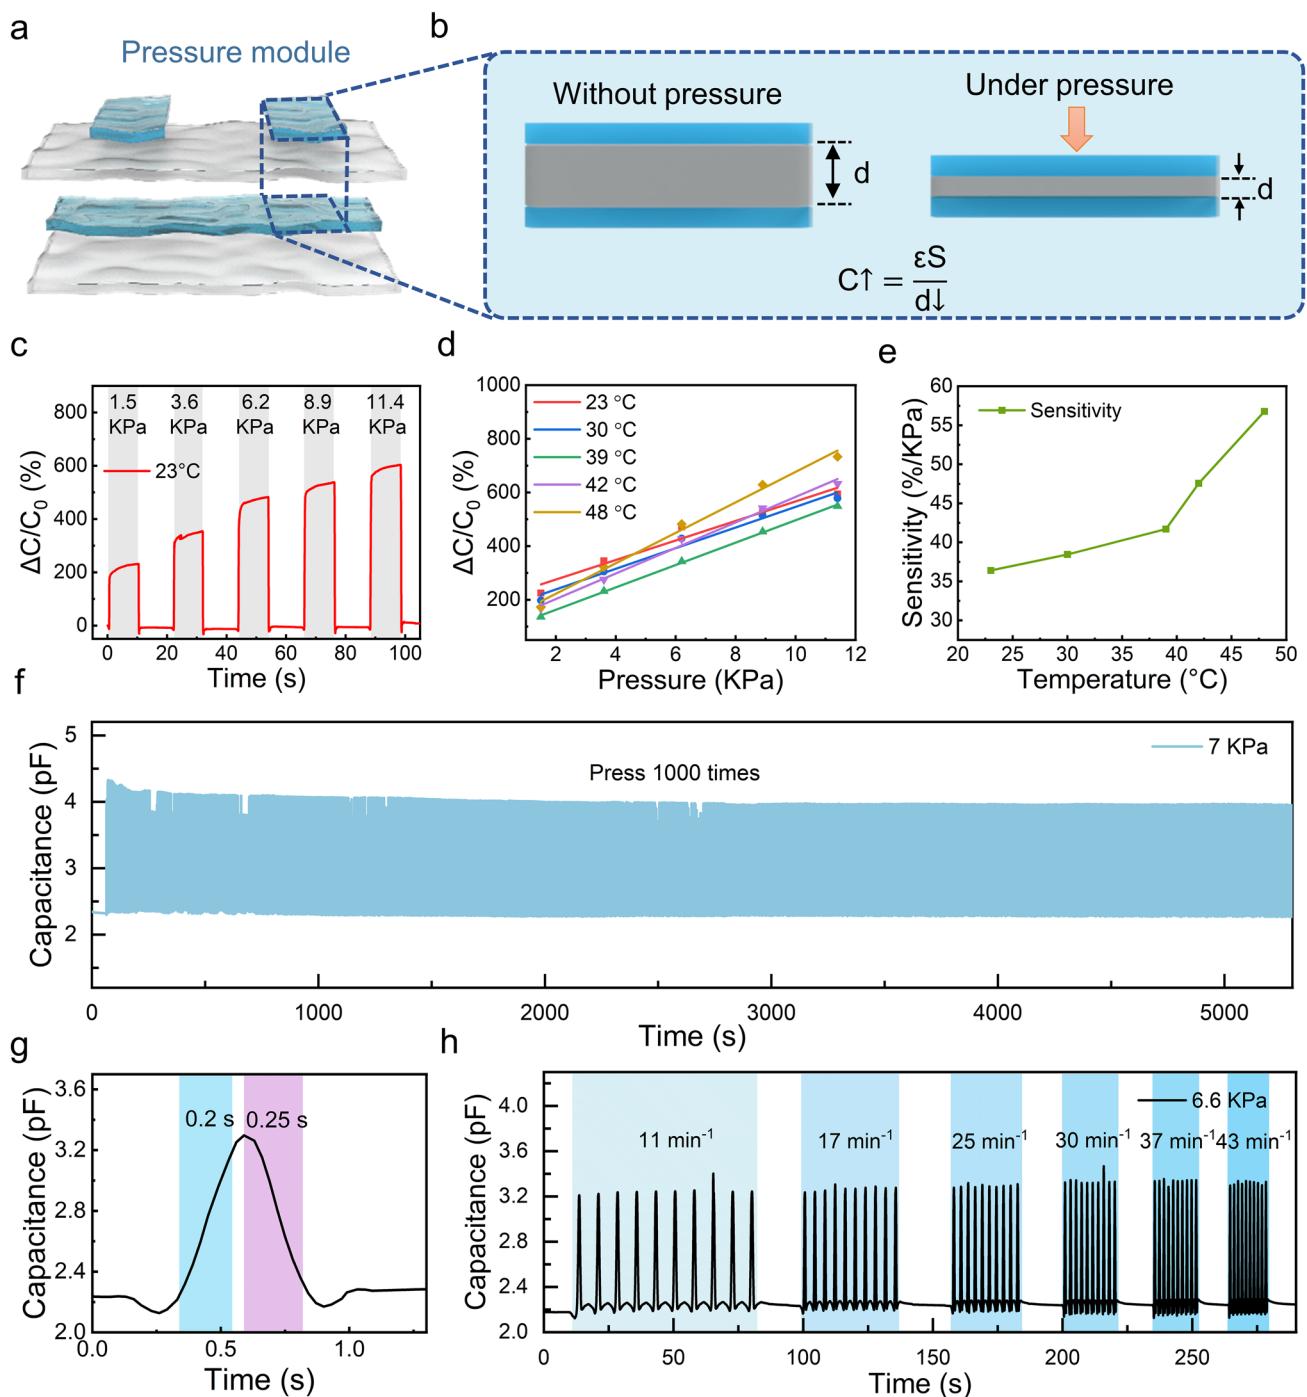 a
Pressure module
b
Without pressure
Under pressure
d
d
C↑ = εS / d↓
c
ΔC/C₀ (%)
800
600
400
200
0
1.5 KPa
3.6 KPa
6.2 KPa
8.9 KPa
11.4 KPa
23°C
0 20 40 60 80 100
Time (s)
d
ΔC/C₀ (%)
1000
800
600
400
200
23 °C
30 °C
39 °C
42 °C
48 °C
2 4 6 8 10 12
Pressure (KPa)
e
Sensitivity (%/KPa)
60
55
50
45
40
35
30
Sensitivity
20 25 30 35 40 45 50
Temperature (°C)
f
Capacitance (pF)
5
4
3
2
7 KPa
Press 1000 times
0 1000 2000 3000 4000 5000
Time (s)
g
Capacitance (pF)
3.6
3.2
2.8
2.4
2.0
0.2 s
0.25 s
0.0 0.5 1.0
Time (s)
h
Capacitance (pF)
4.0
3.6
3.2
2.8
2.4
2.0
6.6 KPa
11 min⁻¹
17 min⁻¹
25 min⁻¹
30 min⁻¹
37 min⁻¹
43 min⁻¹
0 50 100 150 200 250
Time (s)